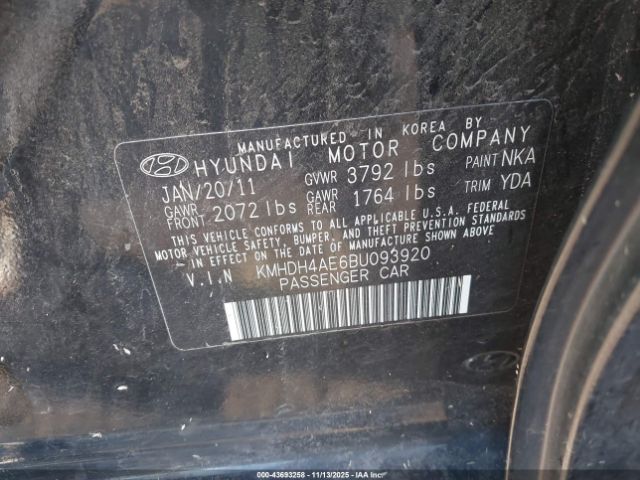 MANUFACTURED IN KOREA BY
HYUNDAI MOTOR COMPANY
JAN/20/11 GVWR 3792 lbs PAINT NKA
GAWR FRONT 2072 lbs GAWR REAR 1764 lbs TRIM YDA
THIS VEHICLE CONFORMS TO ALL APPLICABLE U.S.A. FEDERAL
MOTOR VEHICLE SAFETY, BUMPER, AND THEFT PREVENTION STANDARDS
IN EFFECT ON THE DATE OF MANUFACTURE SHOWN ABOVE.
V.I.N KMHDH4AE6BU093920
PASSENGER CAR
000-43693258 - 11/13/2025 - COPYRIGHT IAA, LLC.